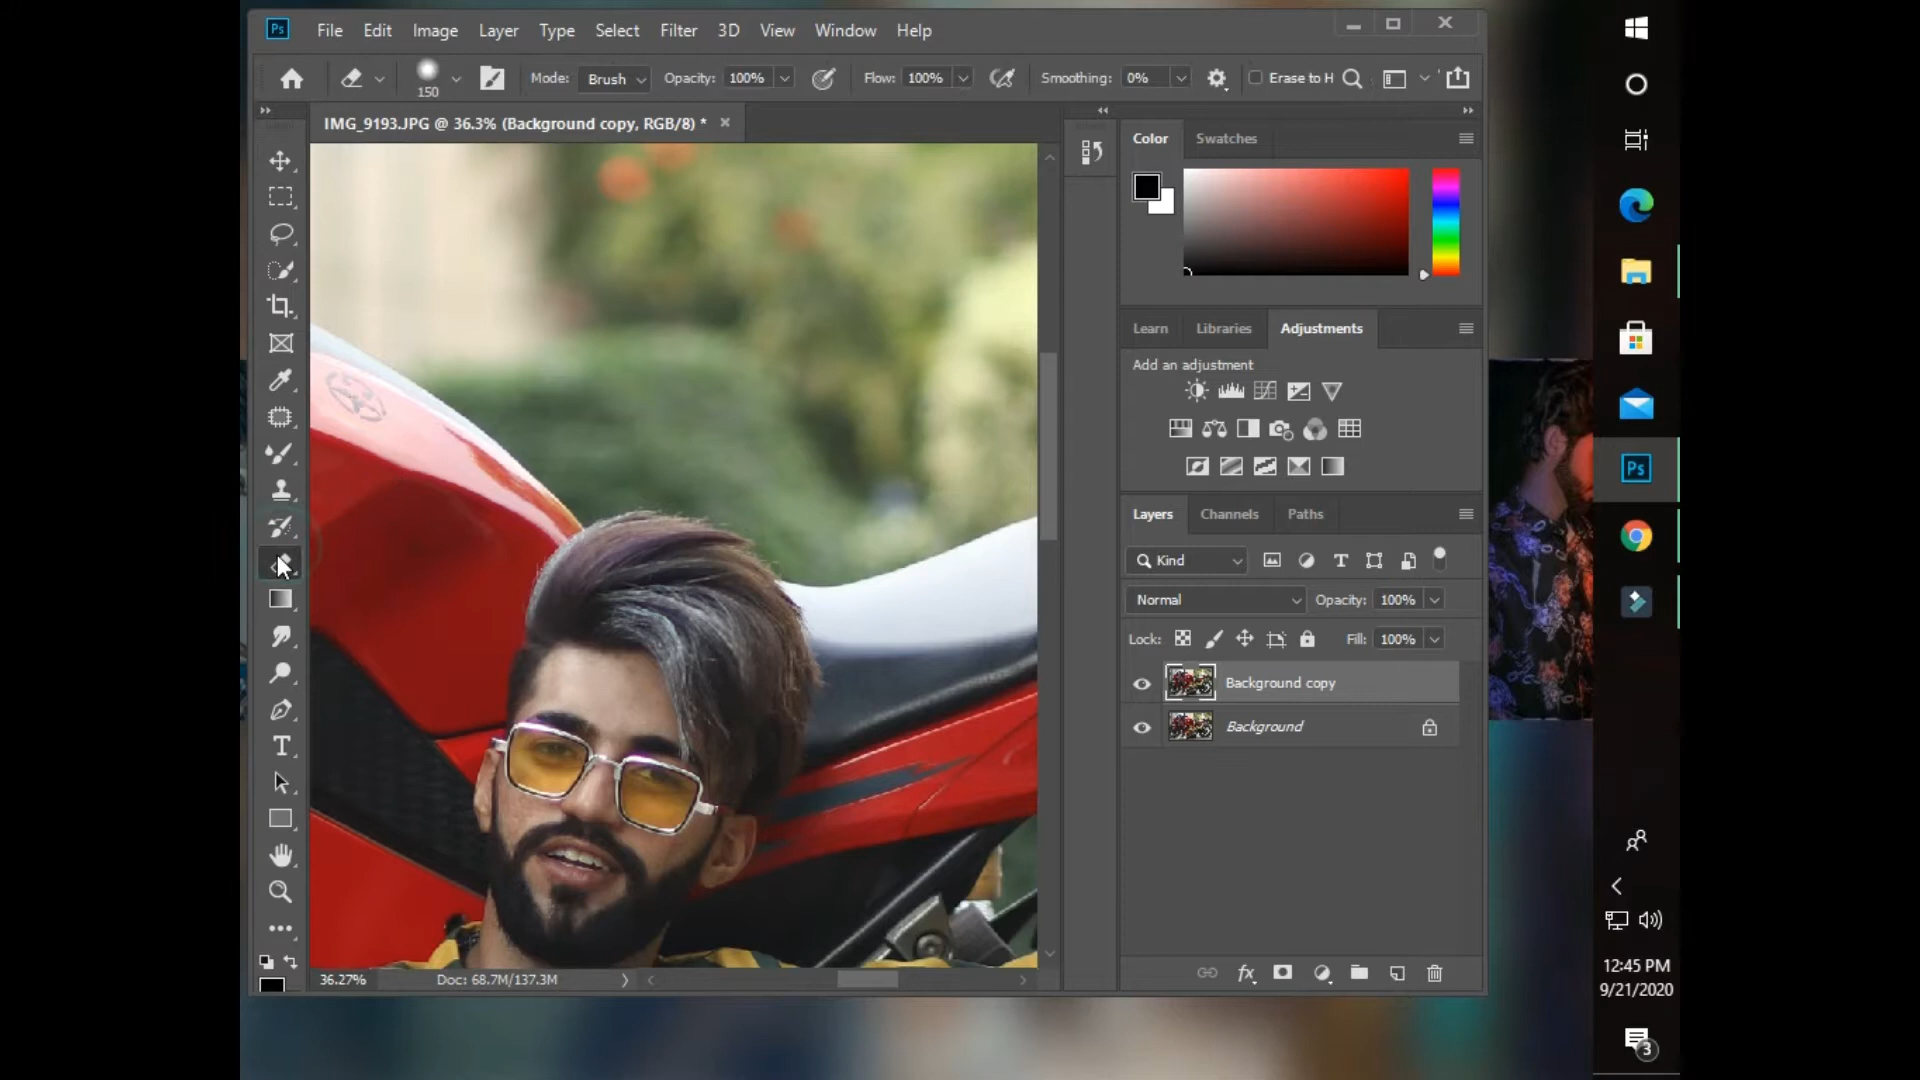 Ps File Edit Image Layer Type Select Filter 3D View Window Help
150 Mode: Brush Opacity: 100% Flow: 100% Smoothing: 0% Erase to H
IMG_9193.JPG @ 36.3% (Background copy, RGB/8) *
Color Swatches
Learn Libraries Adjustments
Add an adjustment
Layers Channels Paths
Kind
Normal Opacity: 100%
Lock: Fill: 100%
Background copy
Background
fx
36.27% Doc: 68.7M/137.3M
Ps
12:45 PM
9/21/2020
3